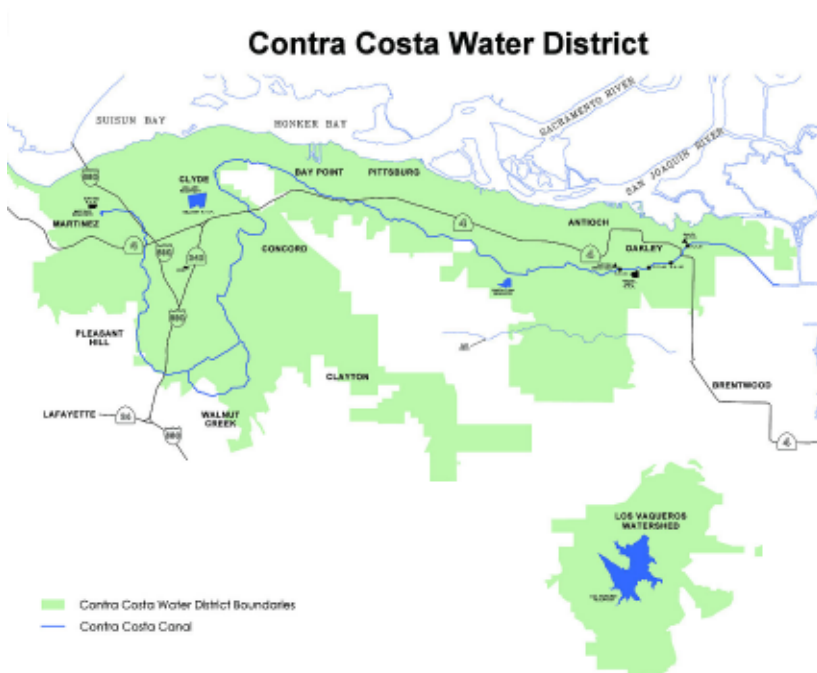 Contra Costa Water District
SUISUN BAY
HONKER BAY
SACRAMENTO RIVER
SAN JOAQUIN RIVER
680
CLYDE
BAY POINT
PITTSBURG
MARTINEZ
ANTIOCH
4
4
680
242
CONCORD
OAKLEY
4
680
PLEASANT
HILL
CLAYTON
BRENTWOOD
LAFAYETTE
24
WALNUT
CREEK
680
4
LOS VAQUEROS
WATERSHED
Contra Costa Water District Boundaries
Contra Costa Canal